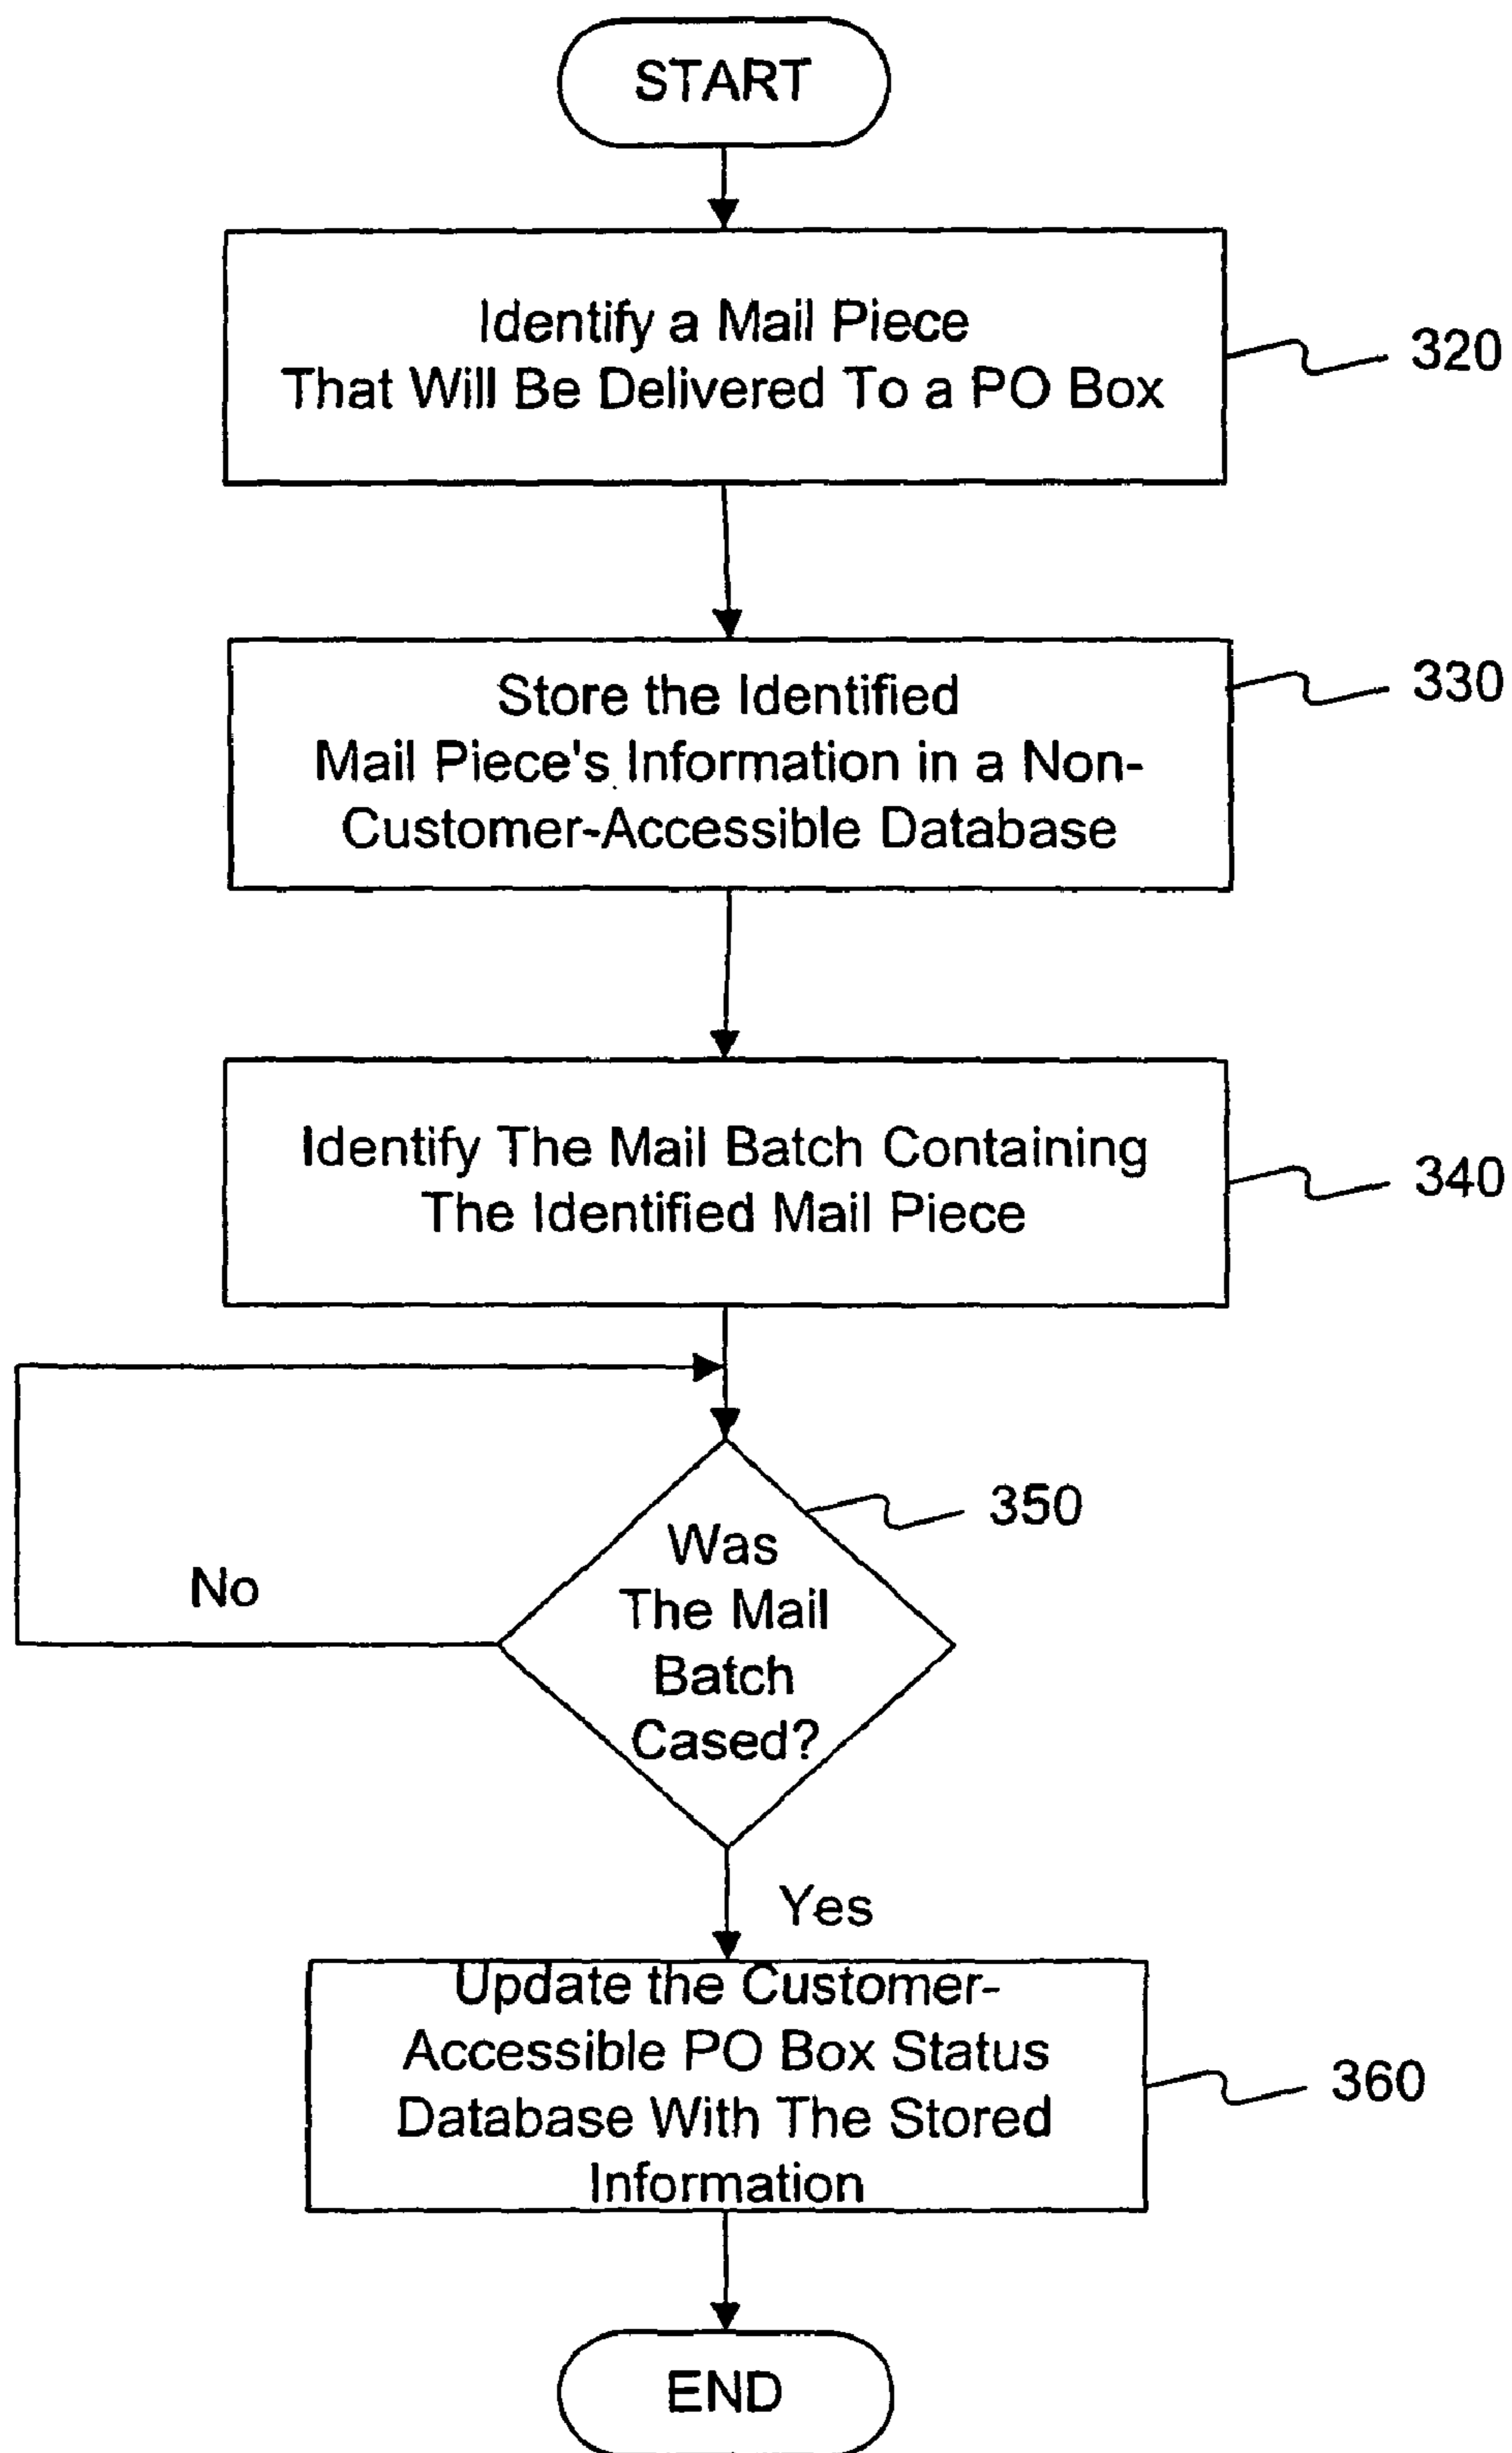 START
Identify a Mail Piece
That Will Be Delivered To a PO Box
320
Store the Identified
Mail Piece's Information in a Non-
Customer-Accessible Database
330
Identify The Mail Batch Containing
The Identified Mail Piece
340
350
Was
The Mail
Batch
Cased?
No
Yes
Update the Customer-
Accessible PO Box Status
Database With The Stored
Information
360
END